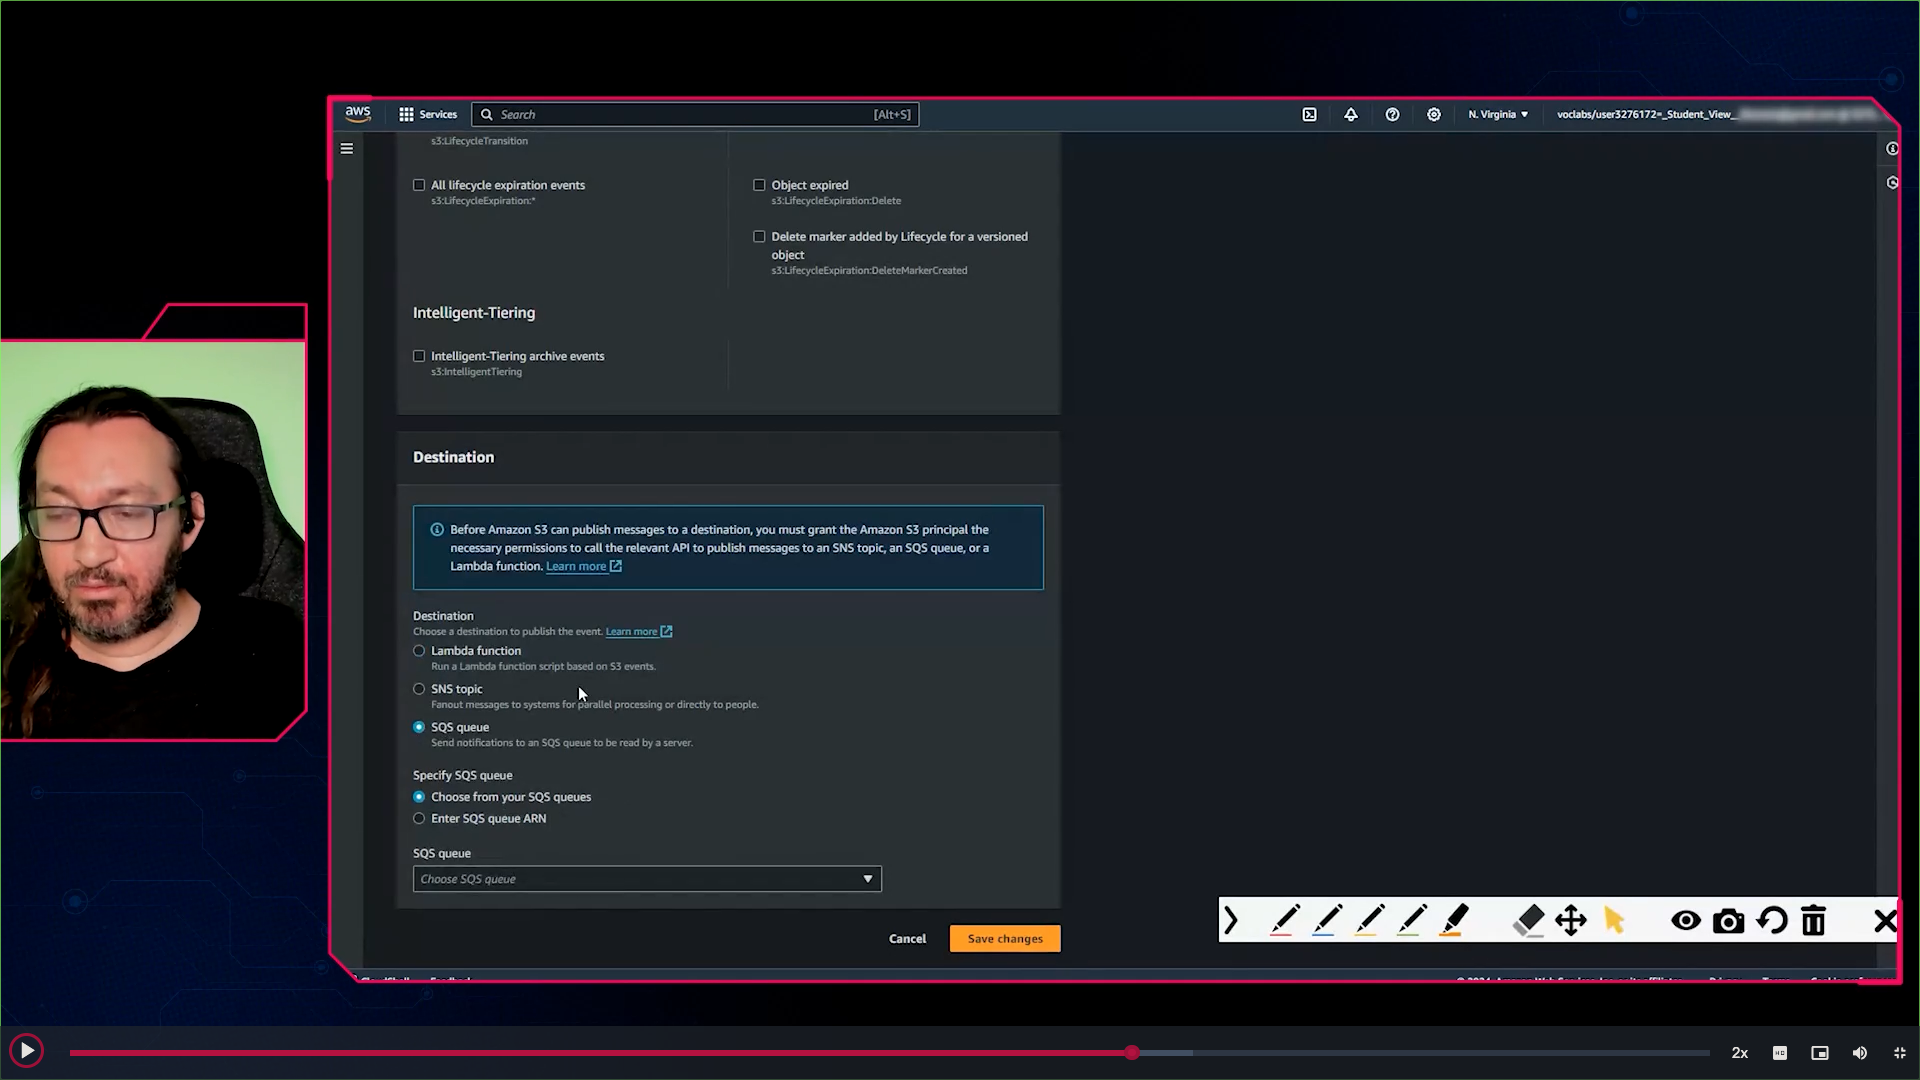 aws
Services
Search
[Alt+S]
N. Virginia
voclabs/user3276172=_Student_View_
s3:LifecycleTransition
All lifecycle expiration events
s3:LifecycleExpiration:*
Object expired
s3:LifecycleExpiration:Delete
Delete marker added by Lifecycle for a versioned
object
s3:LifecycleExpiration:DeleteMarkerCreated
Intelligent-Tiering
Intelligent-Tiering archive events
s3:IntelligentTiering
Destination
Before Amazon S3 can publish messages to a destination, you must grant the Amazon S3 principal the
necessary permissions to call the relevant API to publish messages to an SNS topic, an SQS queue, or a
Lambda function. Learn more
Destination
Choose a destination to publish the event. Learn more
Lambda function
Run a Lambda function script based on S3 events.
SNS topic
Fanout messages to systems for parallel processing or directly to people.
SQS queue
Send notifications to an SQS queue to be read by a server.
Specify SQS queue
Choose from your SQS queues
Enter SQS queue ARN
SQS queue
Choose SQS queue
Cancel
Save changes
2x
HD